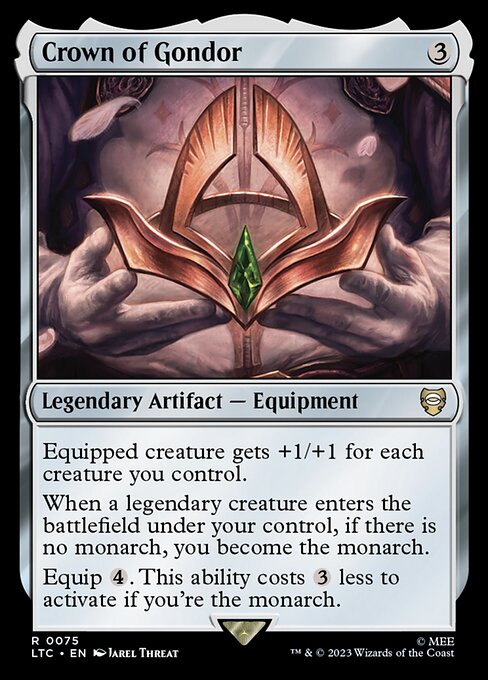 Crown of Gondor 3
Legendary Artifact — Equipment
Equipped creature gets +1/+1 for each
creature you control.
When a legendary creature enters the
battlefield under your control, if there is
no monarch, you become the monarch.
Equip 4. This ability costs 3 less to
activate if you're the monarch.
R 0075
LTC • EN JAREL THREAT
© MEE
™ & © 2023 Wizards of the Coast